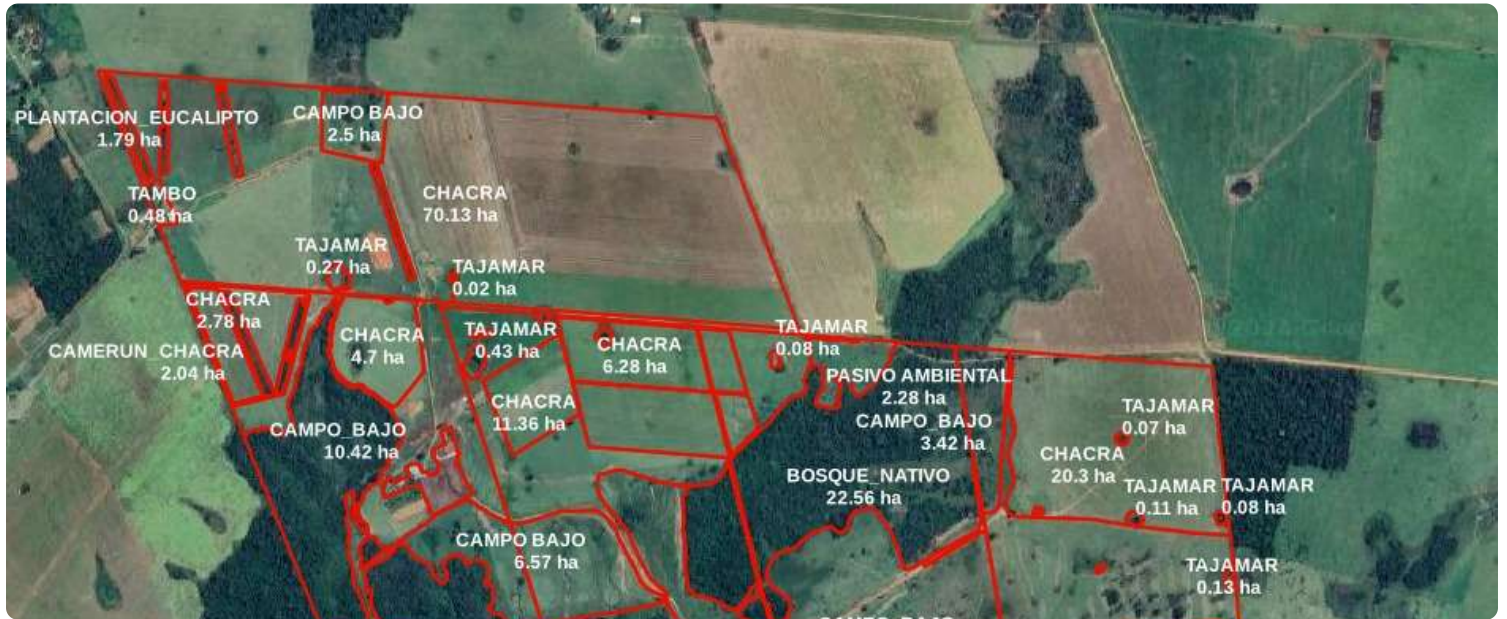 PLANTACION_EUCALIPTO
1.79 ha
CAMPO BAJO
2.5 ha
TAMBO
0.48 ha
CHACRA
70.13 ha
TAJAMAR
0.27 ha
TAJAMAR
0.02 ha
CHACRA
2.78 ha
CAMERUN_CHACRA
2.04 ha
CHACRA
4.7 ha
TAJAMAR
0.43 ha
CHACRA
6.28 ha
TAJAMAR
0.08 ha
PASIVO AMBIENTAL
2.28 ha
CHACRA
11.36 ha
CAMPO_BAJO
10.42 ha
CAMPO_BAJO
3.42 ha
TAJAMAR
0.07 ha
CHACRA
20.3 ha
BOSQUE_NATIVO
22.56 ha
TAJAMAR
0.11 ha
TAJAMAR
0.08 ha
CAMPO BAJO
6.57 ha
TAJAMAR
0.13 ha